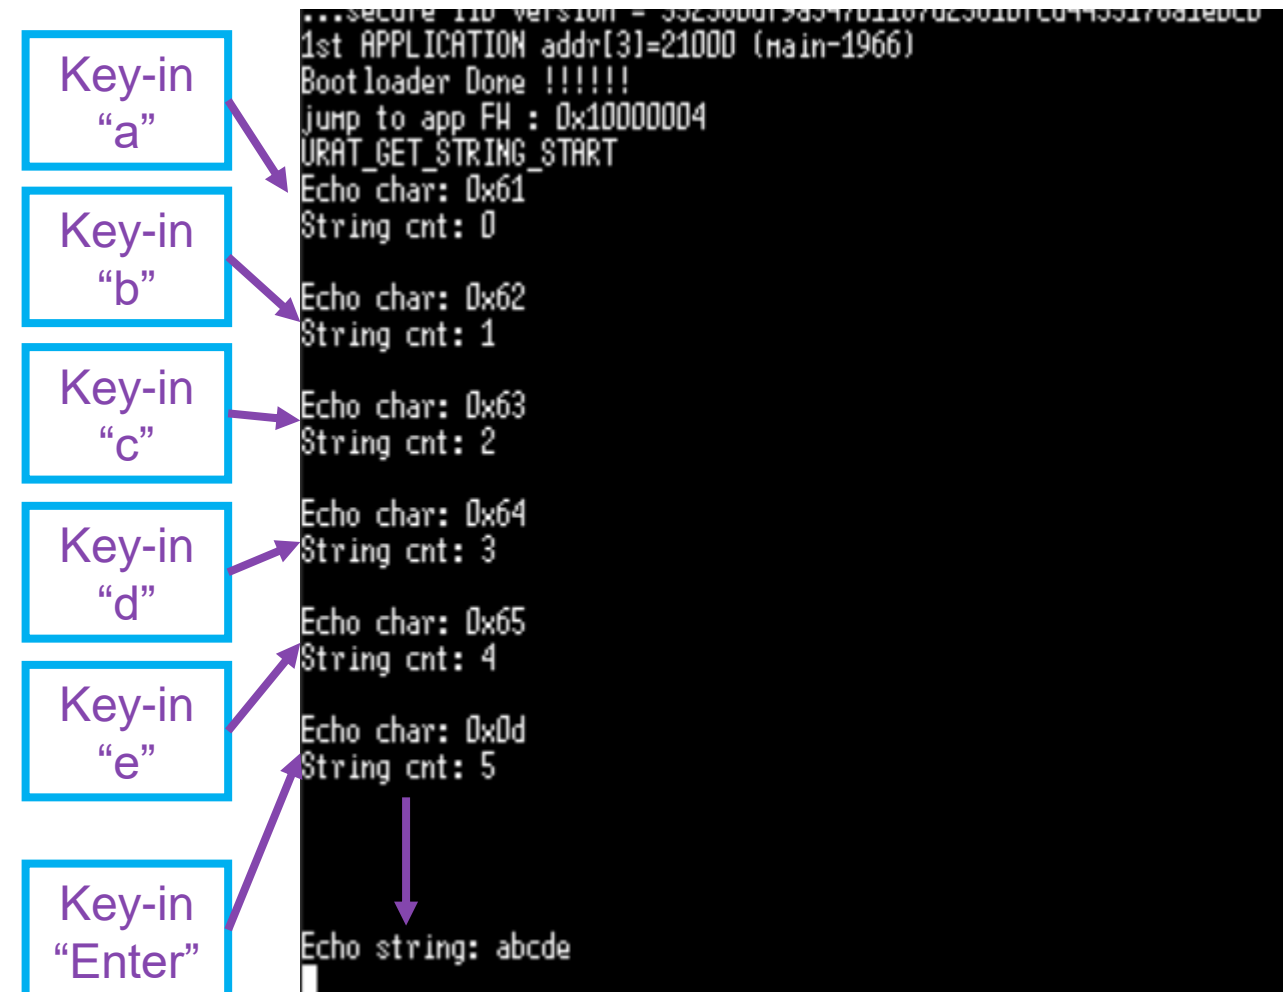 Key-in
“a”
Key-in
“b”
Key-in
“c”
Key-in
“d”
Key-in
“e”
Key-in
“Enter”
...secure lib version =
1st APPLICATION addr[3]=21000 (main-1966)
Bootloader Done !!!!!!
jump to app FW : 0x10000004
URAT_GET_STRING_START
Echo char: 0x61
String cnt: 0
Echo char: 0x62
String cnt: 1
Echo char: 0x63
String cnt: 2
Echo char: 0x64
String cnt: 3
Echo char: 0x65
String cnt: 4
Echo char: 0x0d
String cnt: 5
Echo string: abcde